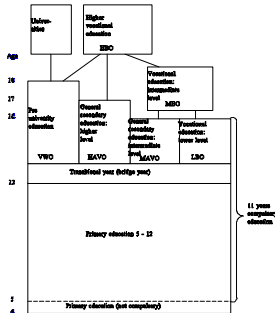 Univer-
sities
Higher
vocational
education
HBO
Age
Vocational
education:
intermediate
level
MBO
18
17
16
Pre
university
education
VWO
General
secondary
education:
higher
level
HAVO
General
secondary
education:
intermediate
level
MAVO
Vocational
education:
lower level
LBO
Transitional year (bridge year)
12
Primary education 5 - 12
11 years
compulsory
education
5
Primary education (not compulsory)
4